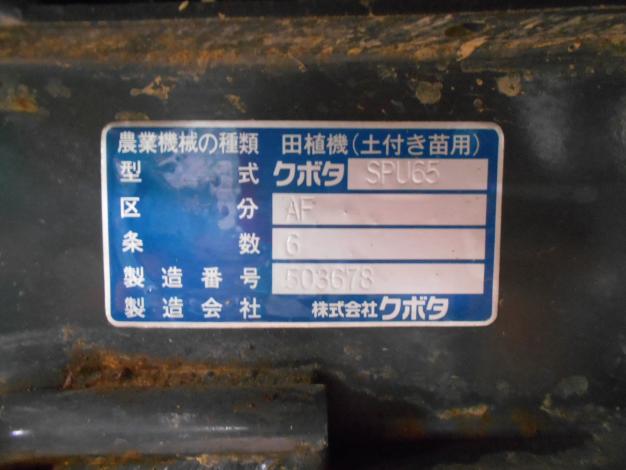 農業機械の種類 田植機(土付き苗用)
型式 クボタ SPU65
区分 AF
条数 6
製造番号 503678
製造会社 株式会社クボタ